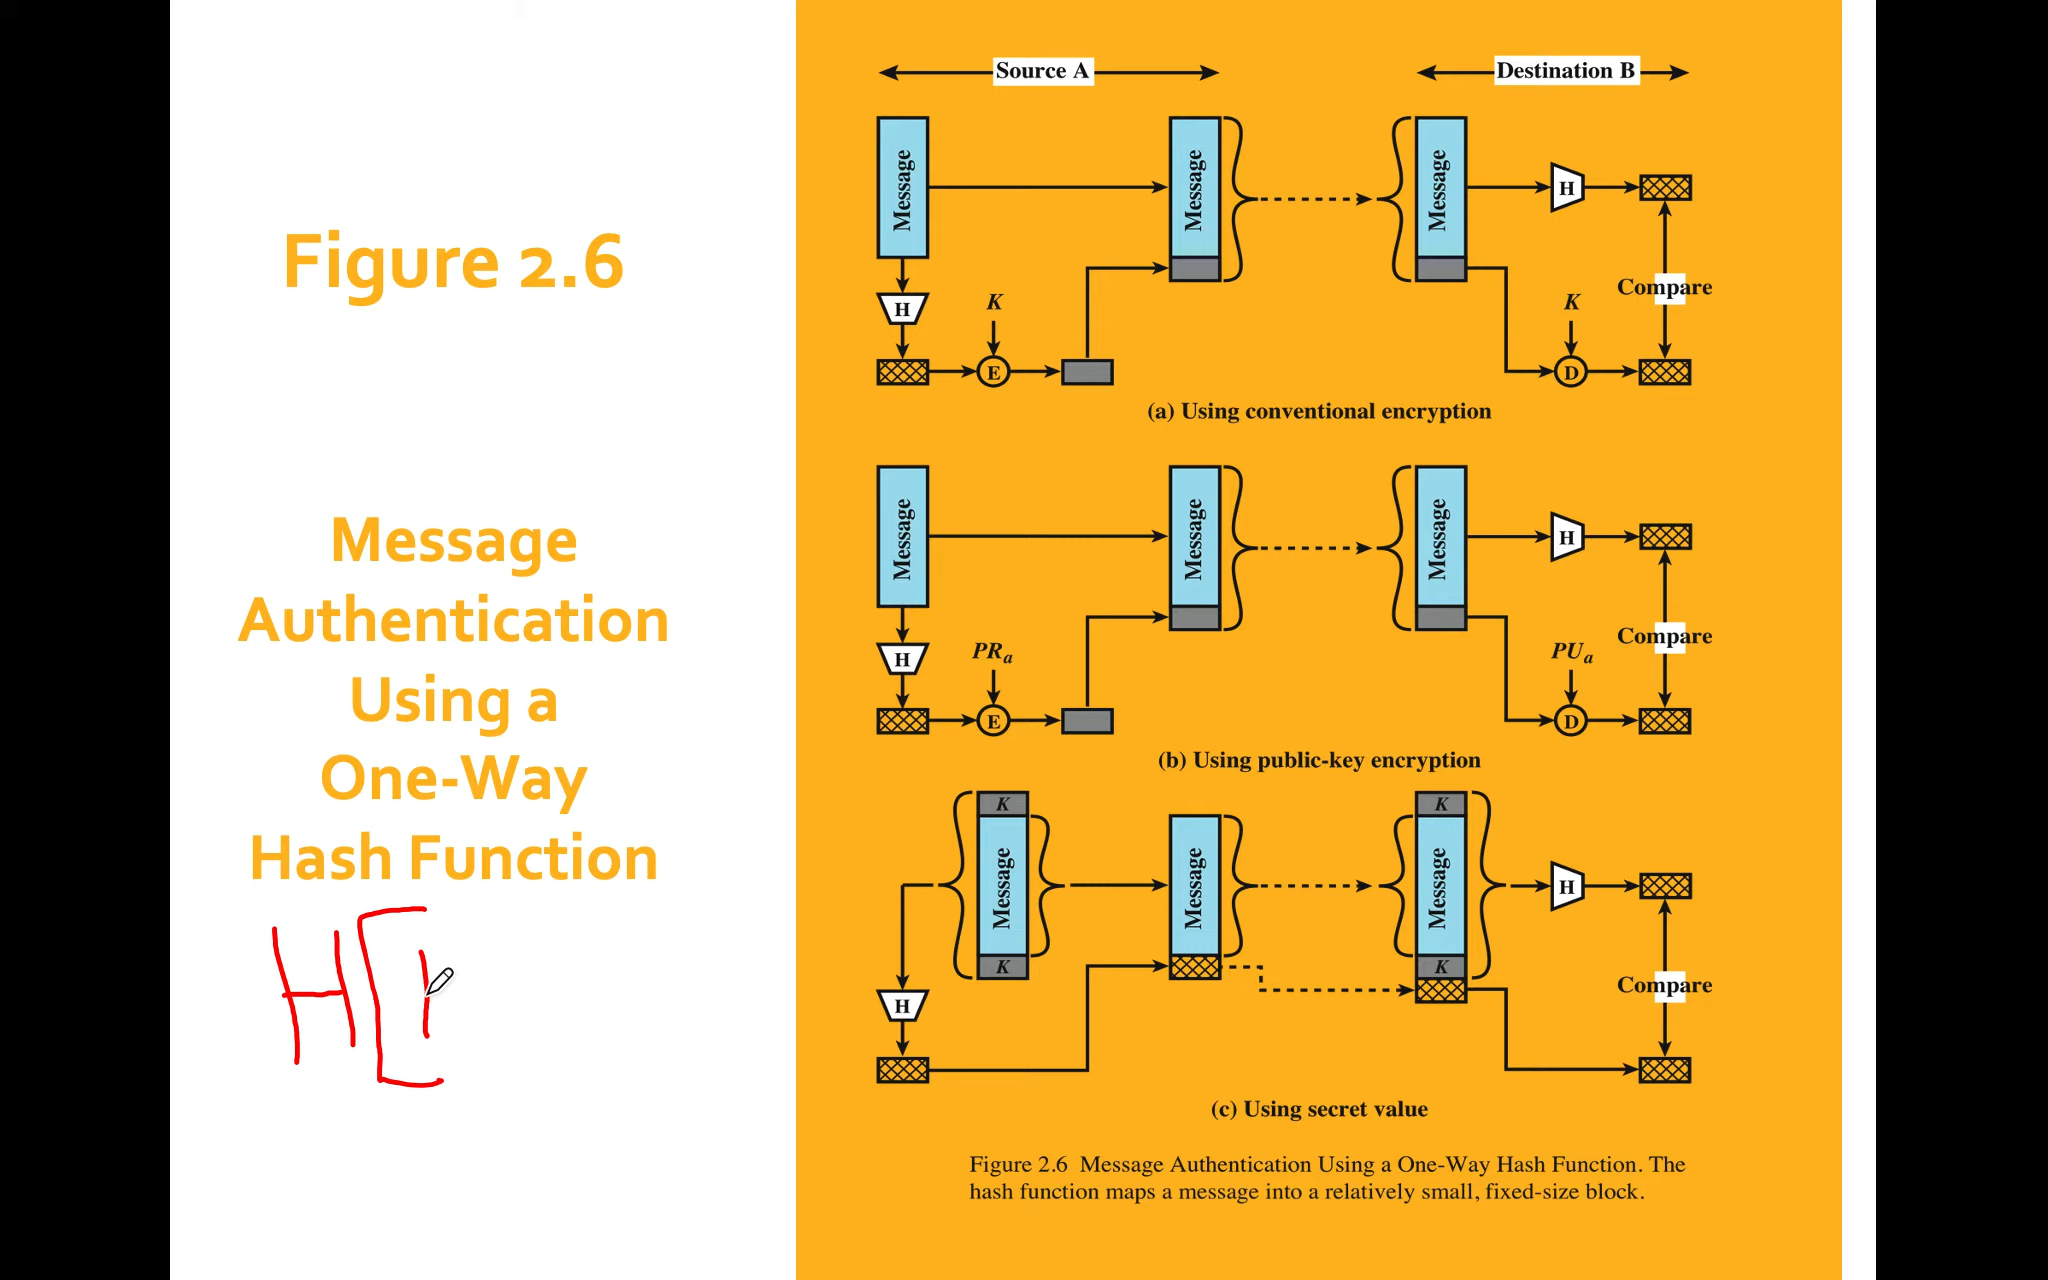 Figure 2.6
Message
Authentication
Using a
One-Way
Hash Function
H[
Source A
Destination B
Message
Message
Message
H
H
K
K
E
D
Compare
(a) Using conventional encryption
Message
Message
Message
H
H
PRa
PUa
E
D
Compare
(b) Using public-key encryption
K
K
Message
Message
Message
H
K
K
H
Compare
(c) Using secret value
Figure 2.6 Message Authentication Using a One-Way Hash Function. The
hash function maps a message into a relatively small, fixed-size block.